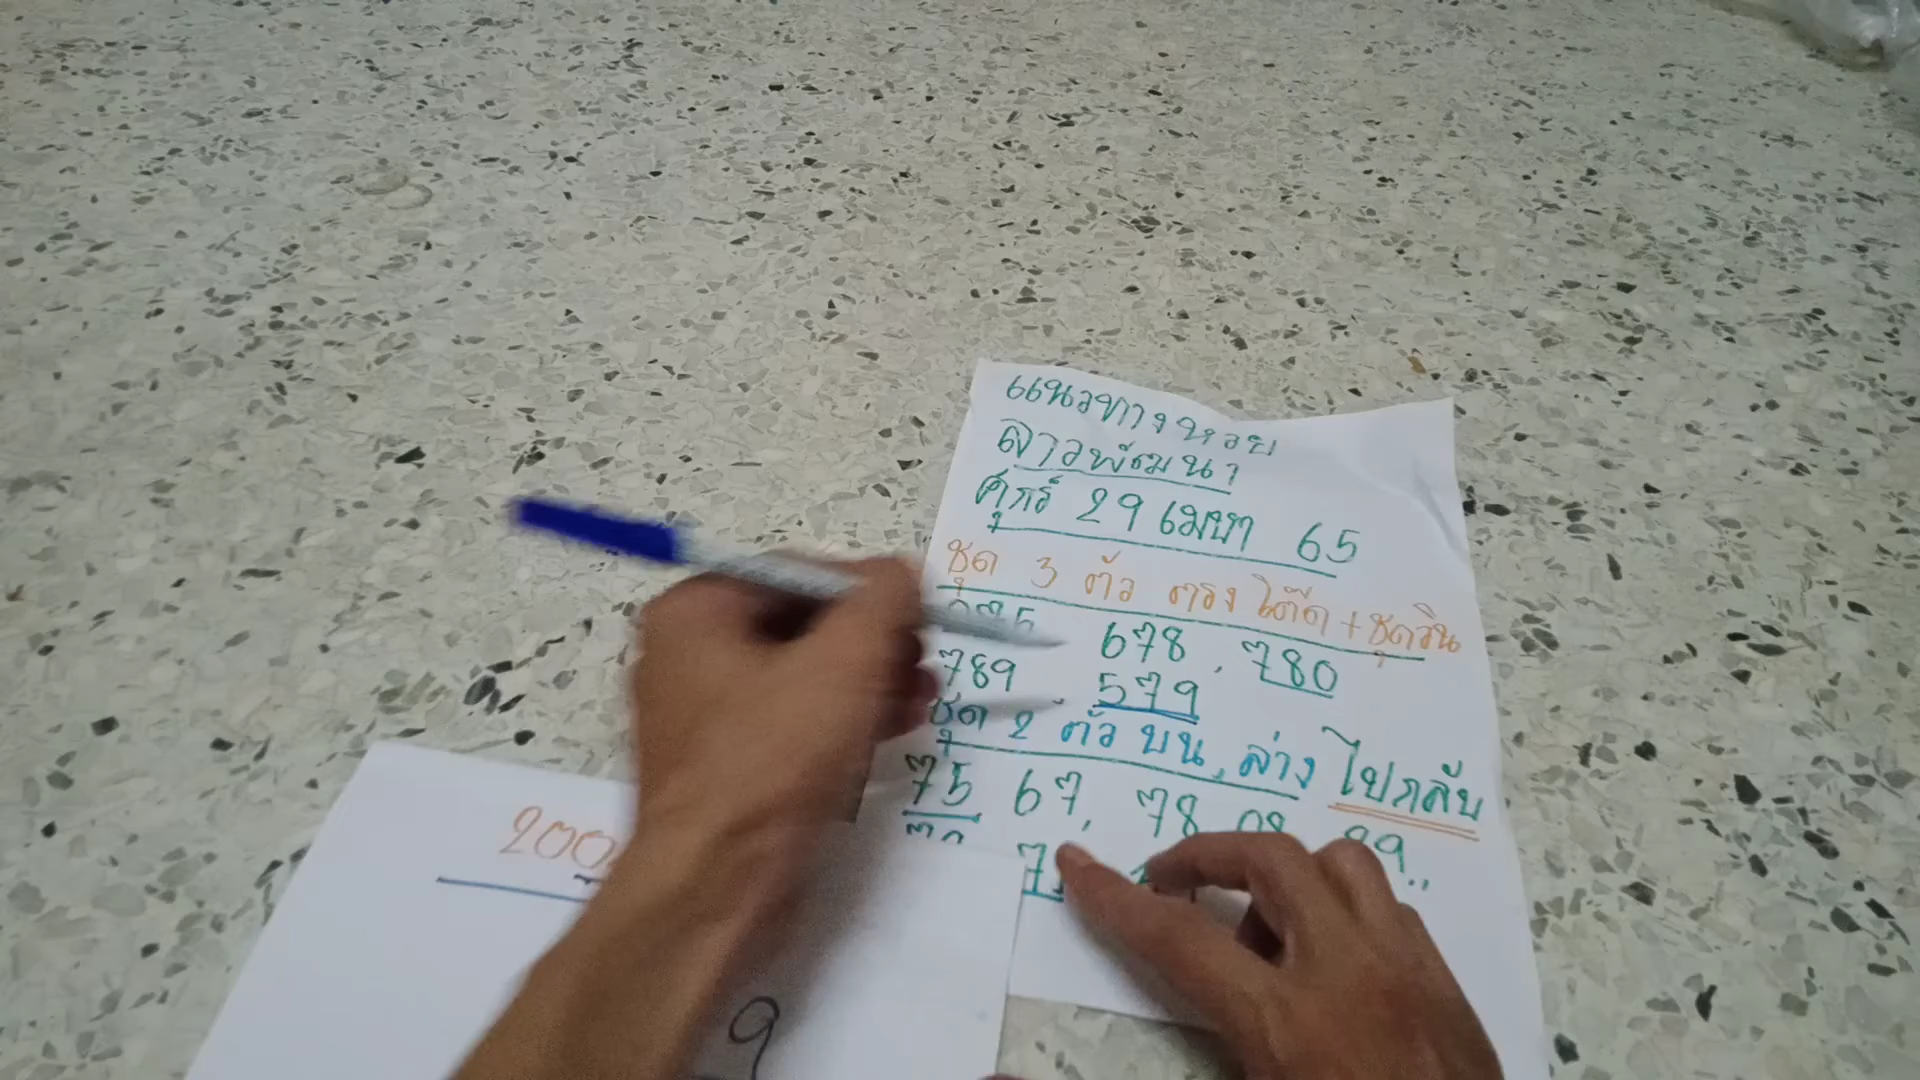 แนวทางหวย
ลาวพัฒนา
ศุกร์ 29 เมษา 65
ชุด 3 ตัว ตรง โต๊ด + ชุดวิน
678, 780
789, 579
ชุด 2 ตัว บน, ล่าง ไปกลับ
75 67, 78
200
9